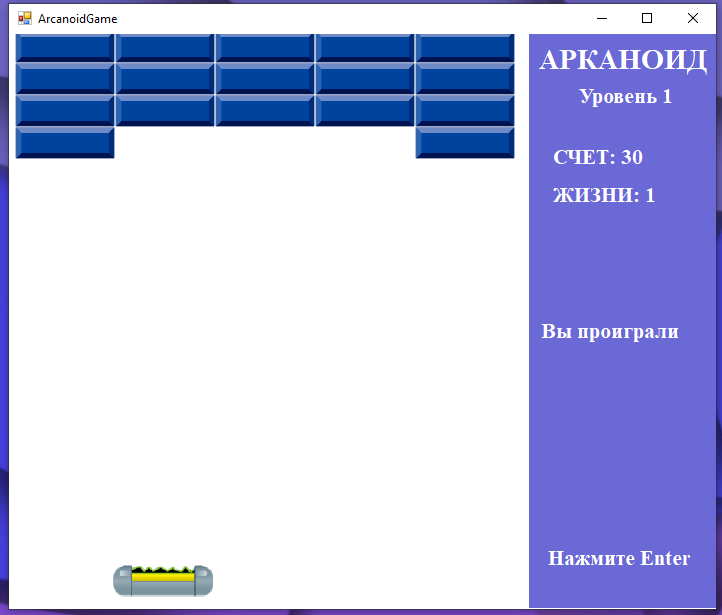 ArcanoidGame
АРКАНОИД
Уровень 1
СЧЕТ: 30
ЖИЗНИ: 1
Вы проиграли
Нажмите Enter